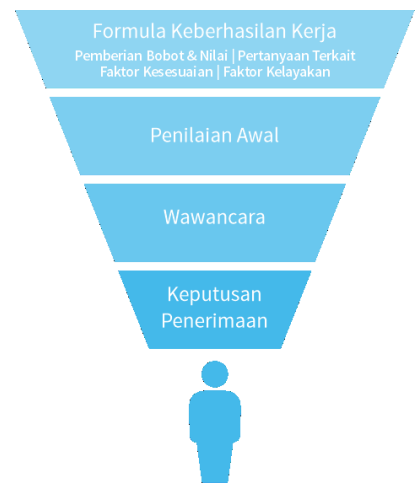 Formula Keberhasilan Kerja
Pemberian Bobot & Nilai | Pertanyaan Terkait
Faktor Kesesuaian | Faktor Kelayakan
Penilaian Awal
Wawancara
Keputusan
Penerimaan